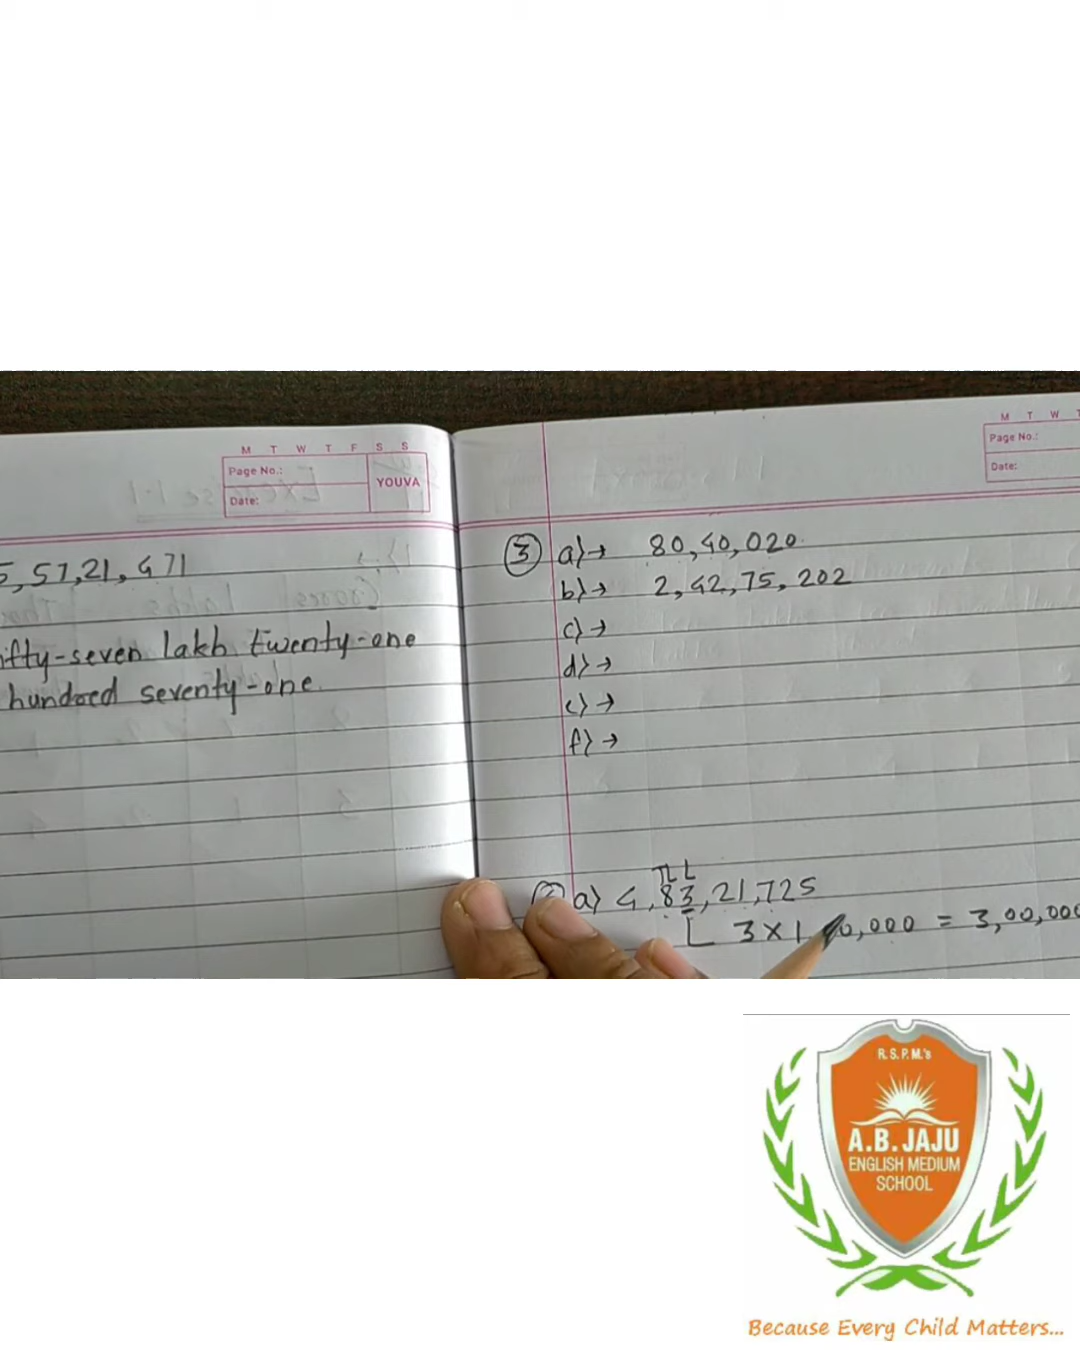 M T W T F S S
Page No.:
Date:
YOUVA
5,57,21,471
ifty-seven lakh twenty-one
hundred seventy-one.
M T W T
Page No.:
Date:
3 a) → 80,40,020
b) → 2,42,75,202
c) →
d) →
e) →
f) →
TL L
a) 4,83,21,725
3×1 0,000 = 3,00,000
R.S.P.M.'s
A.B. JAJU
ENGLISH MEDIUM
SCHOOL
Because Every Child Matters...